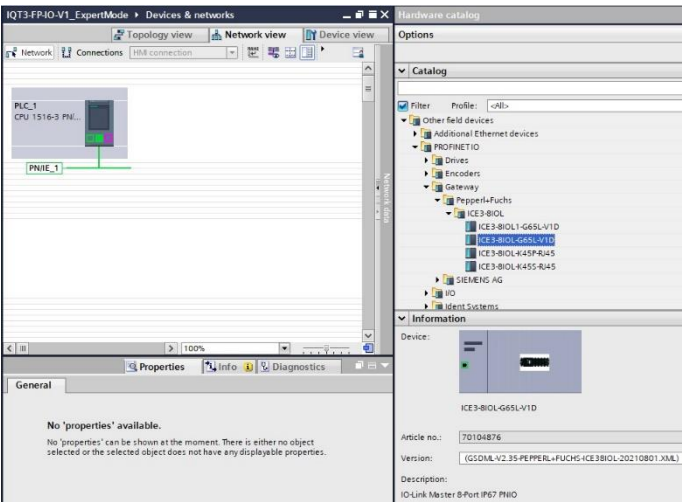 IQT3-FP-IO-V1_ExpertMode ▸ Devices & networks
Topology view Network view Device view
Network Connections HMI connection
PLC_1
CPU 1516-3 PN/...
PN/IE_1
Network data
100%
Properties Info Diagnostics
General
No 'properties' available.
No 'properties' can be shown at the moment. There is either no object
selected or the selected object does not have any displayable properties.
Hardware catalog
Options
Catalog
Filter Profile: <All>
Other field devices
Additional Ethernet devices
PROFINET IO
Drives
Encoders
Gateway
Pepperl+Fuchs
ICE3-8IOL
ICE3-8IOL1-G65L-V1D
ICE3-8IOL-G65L-V1D
ICE3-8IOL-K45P-RJ45
ICE3-8IOL-K45S-RJ45
SIEMENS AG
I/O
Ident Systems
Information
Device:
ICE3-8IOL-G65L-V1D
Article no.: 70104876
Version: (GSDML-V2.35-PEPPERL+FUCHS-ICE38IOL-20210801.XML)
Description:
IO-Link Master 8-Port IP67 PNIO